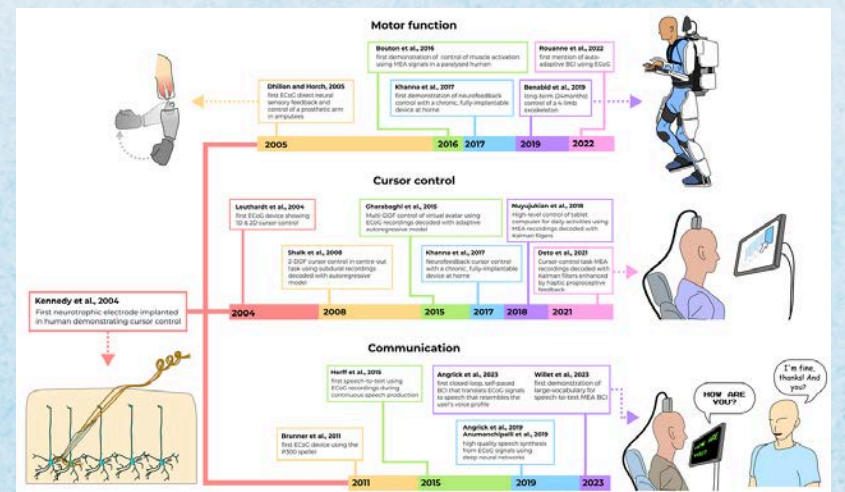 Motor function
Bouton et al., 2016
first demonstration of control of muscle activation
using MEA signals in a paralysed human
Rouanne et al., 2022
first mention of auto-
adaptive BCI using ECoG
Dhillon and Horch, 2005
first ECoG direct neural
sensory feedback and
control of a prosthetic arm
in amputees
Khanna et al., 2017
first demonstration of neurofeedback
control with a chronic, fully-implantable
device at home
Benabid et al., 2019
long-term (24months)
control of a 4-limb
exoskeleton
2005
2016
2017
2019
2022
Cursor control
Leuthardt et al., 2004
first ECoG device showing
1D & 2D cursor control
Gharabaghi et al., 2015
Multi-DOF control of virtual avatar using
ECoG recordings decoded with adaptive
autoregressive model
Nuyujukian et al., 2018
High-level control of tablet
computer for daily activities using
MEA recordings decoded with
Kalman filters
Shalk et al., 2008
2-DOF cursor control in centre-out
task using subdural recordings
decoded with autoregressive
model
Khanna et al., 2017
Neurofeedback cursor control
with a chronic, fully-implantable
device at home
Deto et al., 2021
Cursor-control task MEA
recordings decoded with
Kalman filters enhanced
by haptic proprioceptive
feedback
Kennedy et al., 2004
First neurotrophic electrode implanted
in human demonstrating cursor control
2004
2008
2015
2017
2018
2021
Communication
Herff et al., 2015
first speech-to-text using
ECoG recordings during
continuous speech production
Angrick et al., 2023
first closed-loop, self-paced
BCI that translates ECoG signals
to speech that resembles the
user's voice profile
Willet et al., 2023
first demonstration of
large-vocabulary for
speech-to-text MEA BCI
Brunner et al., 2011
first ECoG device using the
P300 speller
Angrick et al., 2019
Anumanchipalli et al., 2019
high quality speech synthesis
from ECoG signals using
deep neural networks
2011
2015
2019
2023
HOW ARE
YOU?
I'm fine,
thanks! And
you?
HOW ARE
YOU?